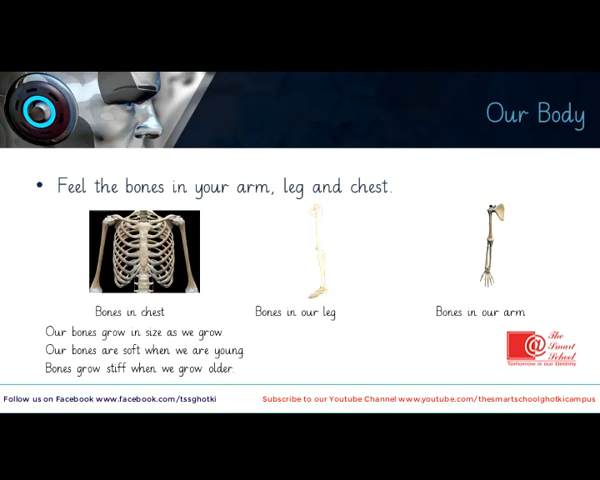 Our Body
• Feel the bones in your arm, leg and chest.
Bones in chest
Bones in our leg
Bones in our arm
Our bones grow in size as we grow.
Our bones are soft when we are young.
Bones grow stiff when we grow older.
@
The
Smart
School
Tomorrow is our Destiny
Follow us on Facebook www.facebook.com/tssghotki
Subscribe to our Youtube Channel www.youtube.com/thesmartschoolghotkicampus